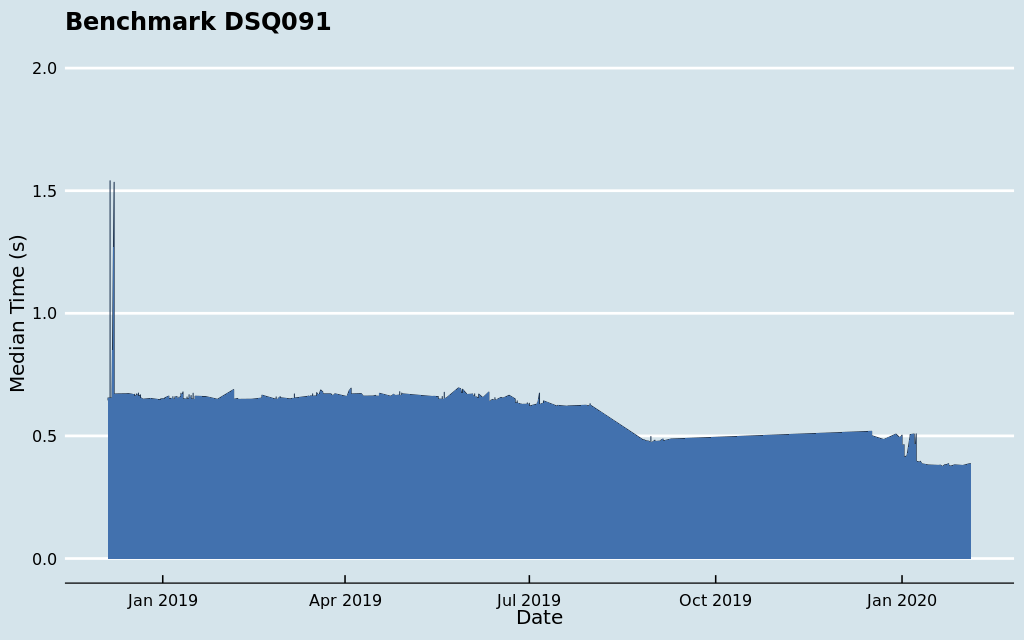 Benchmark DSQ091
2.0
1.5
1.0
0.5
0.0
Median Time (s)
Jan 2019
Apr 2019
Jul 2019
Oct 2019
Jan 2020
Date